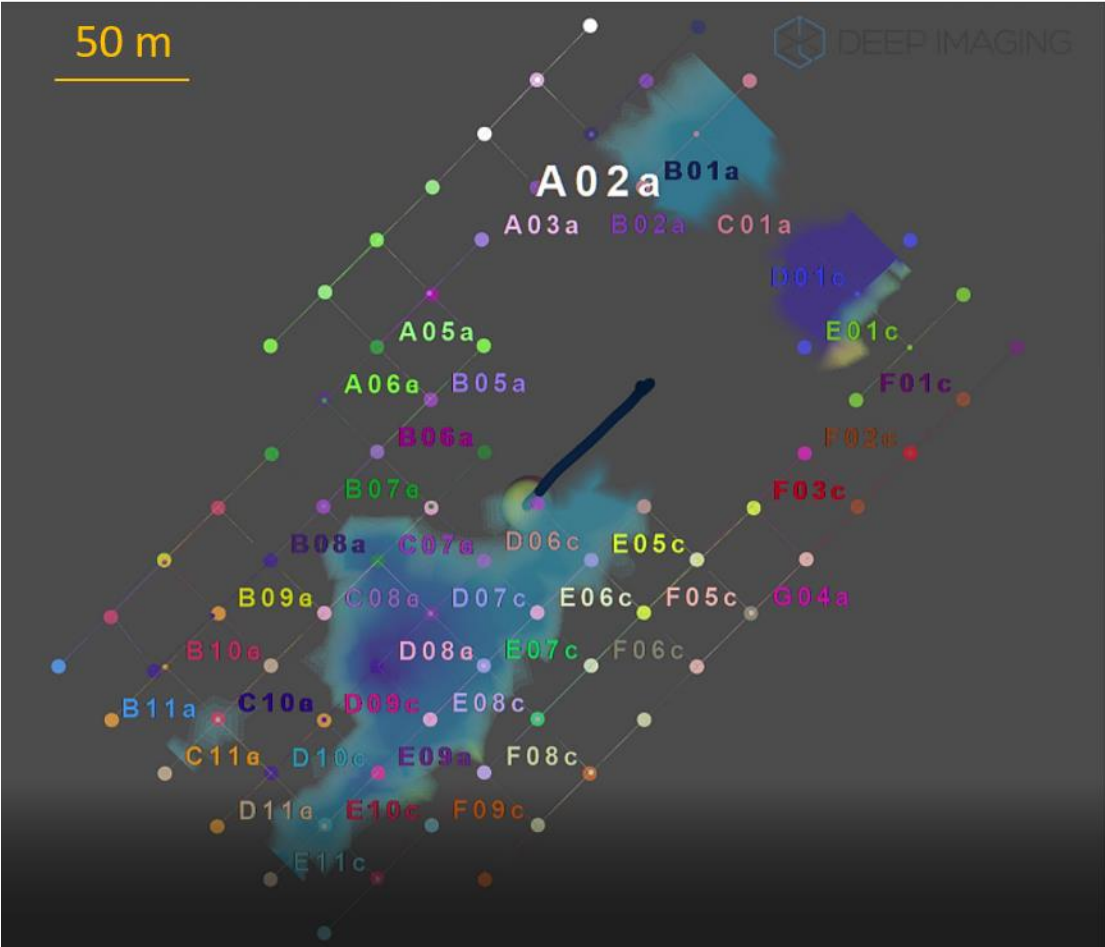 50 m
DEEP IMAGING
A02a B01a
A03a B02a C01a
D01c
A05a E01c
A06a B05a F01c
B06a F02c
B07a F03c
B08a C07a D06c E05c
B09a C08a D07c E06c F05c G04a
B10a D08a E07c F06c
B11a C10a D09c E08c
C11a D10c E09a F08c
D11a E10c F09c
E11c